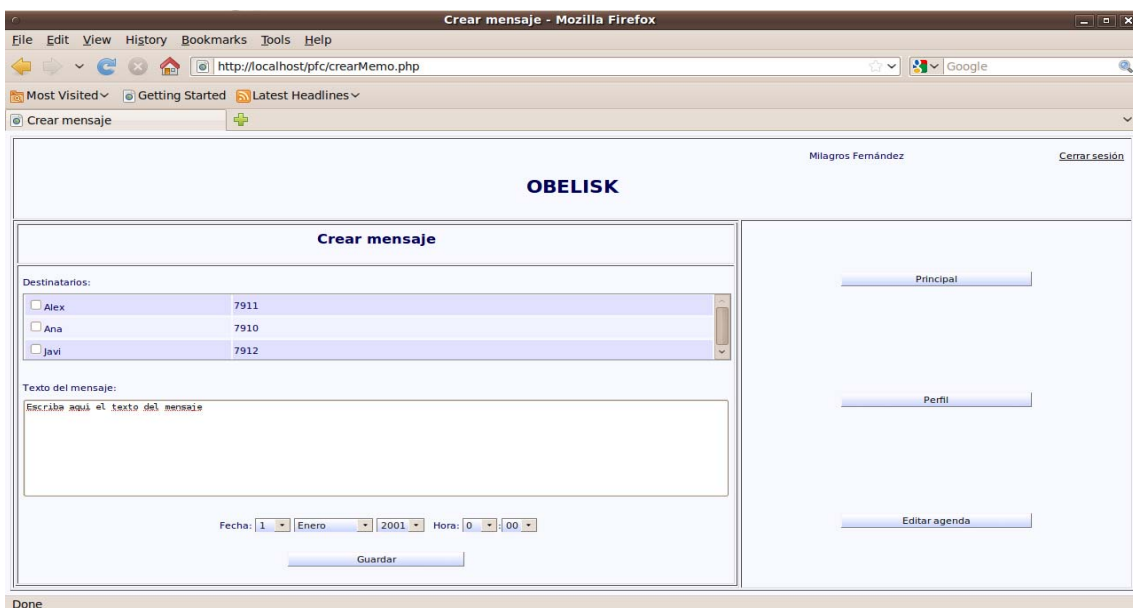 Crear mensaje - Mozilla Firefox
File Edit View History Bookmarks Tools Help
http://localhost/pfc/crearMemo.php
Google
Most Visited Getting Started Latest Headlines
Crear mensaje
Milagros Fernández Cerrar sesión
OBELISK
Crear mensaje
Destinatarios:
Alex 7911
Ana 7910
Javi 7912
Texto del mensaje:
Escriba aqui el texto del mensaje
Fecha: 1 Enero 2001 Hora: 0 : 00
Guardar
Principal
Perfil
Editar agenda
Done